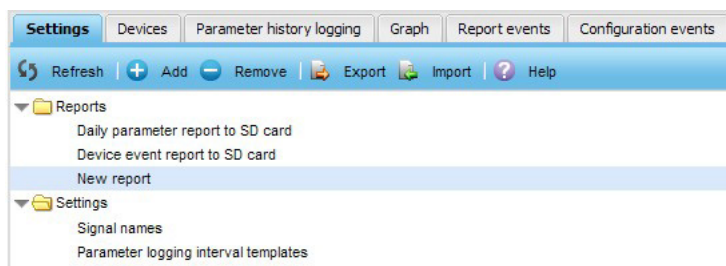 Settings Devices Parameter history logging Graph Report events Configuration events
Refresh Add Remove Export Import Help
Reports
Daily parameter report to SD card
Device event report to SD card
New report
Settings
Signal names
Parameter logging interval templates